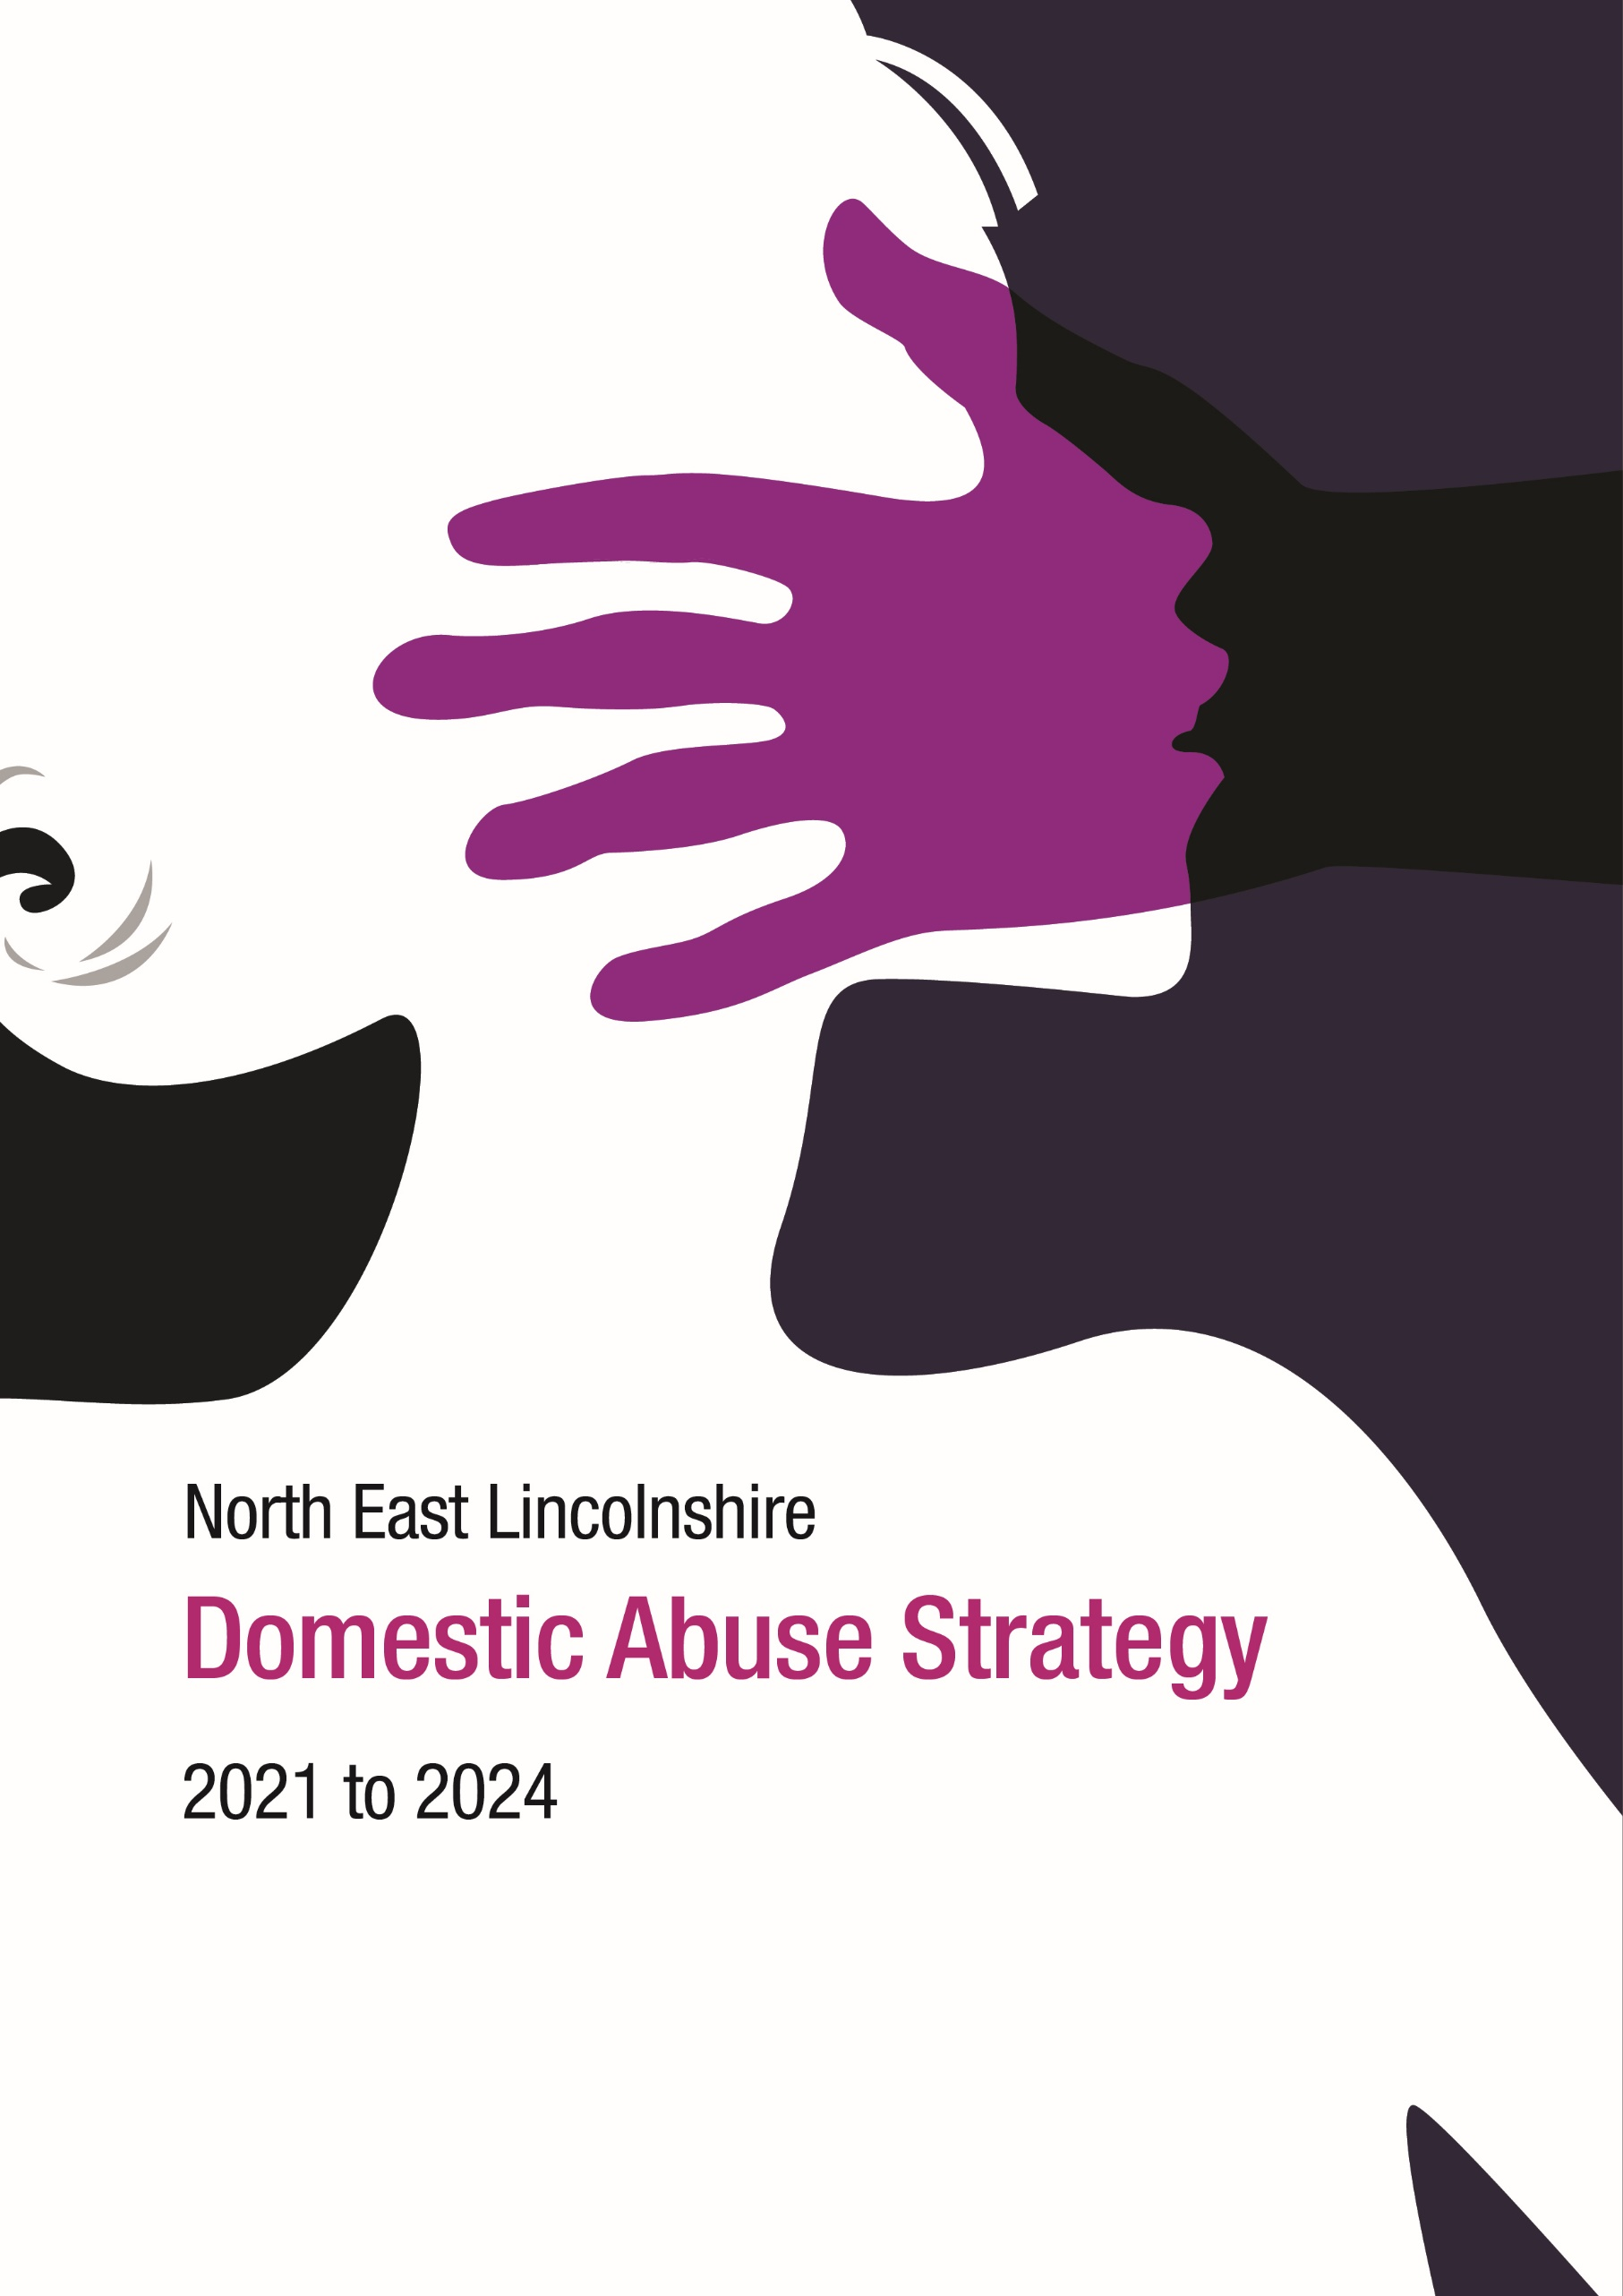 North East Lincolnshire
Domestic Abuse Strategy
2021 to 2024